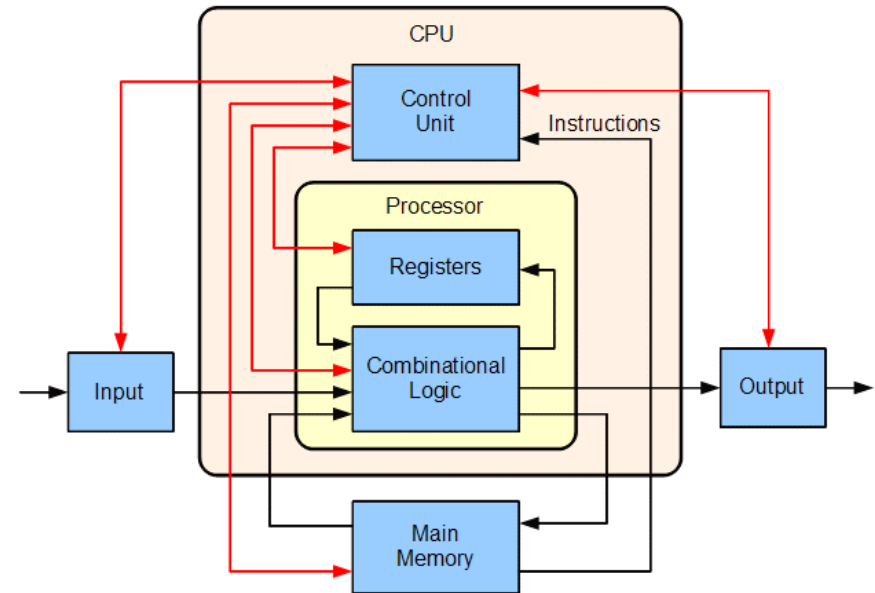 CPU
Control
Unit
Instructions
Processor
Registers
Combinational
Logic
Input
Output
Main
Memory